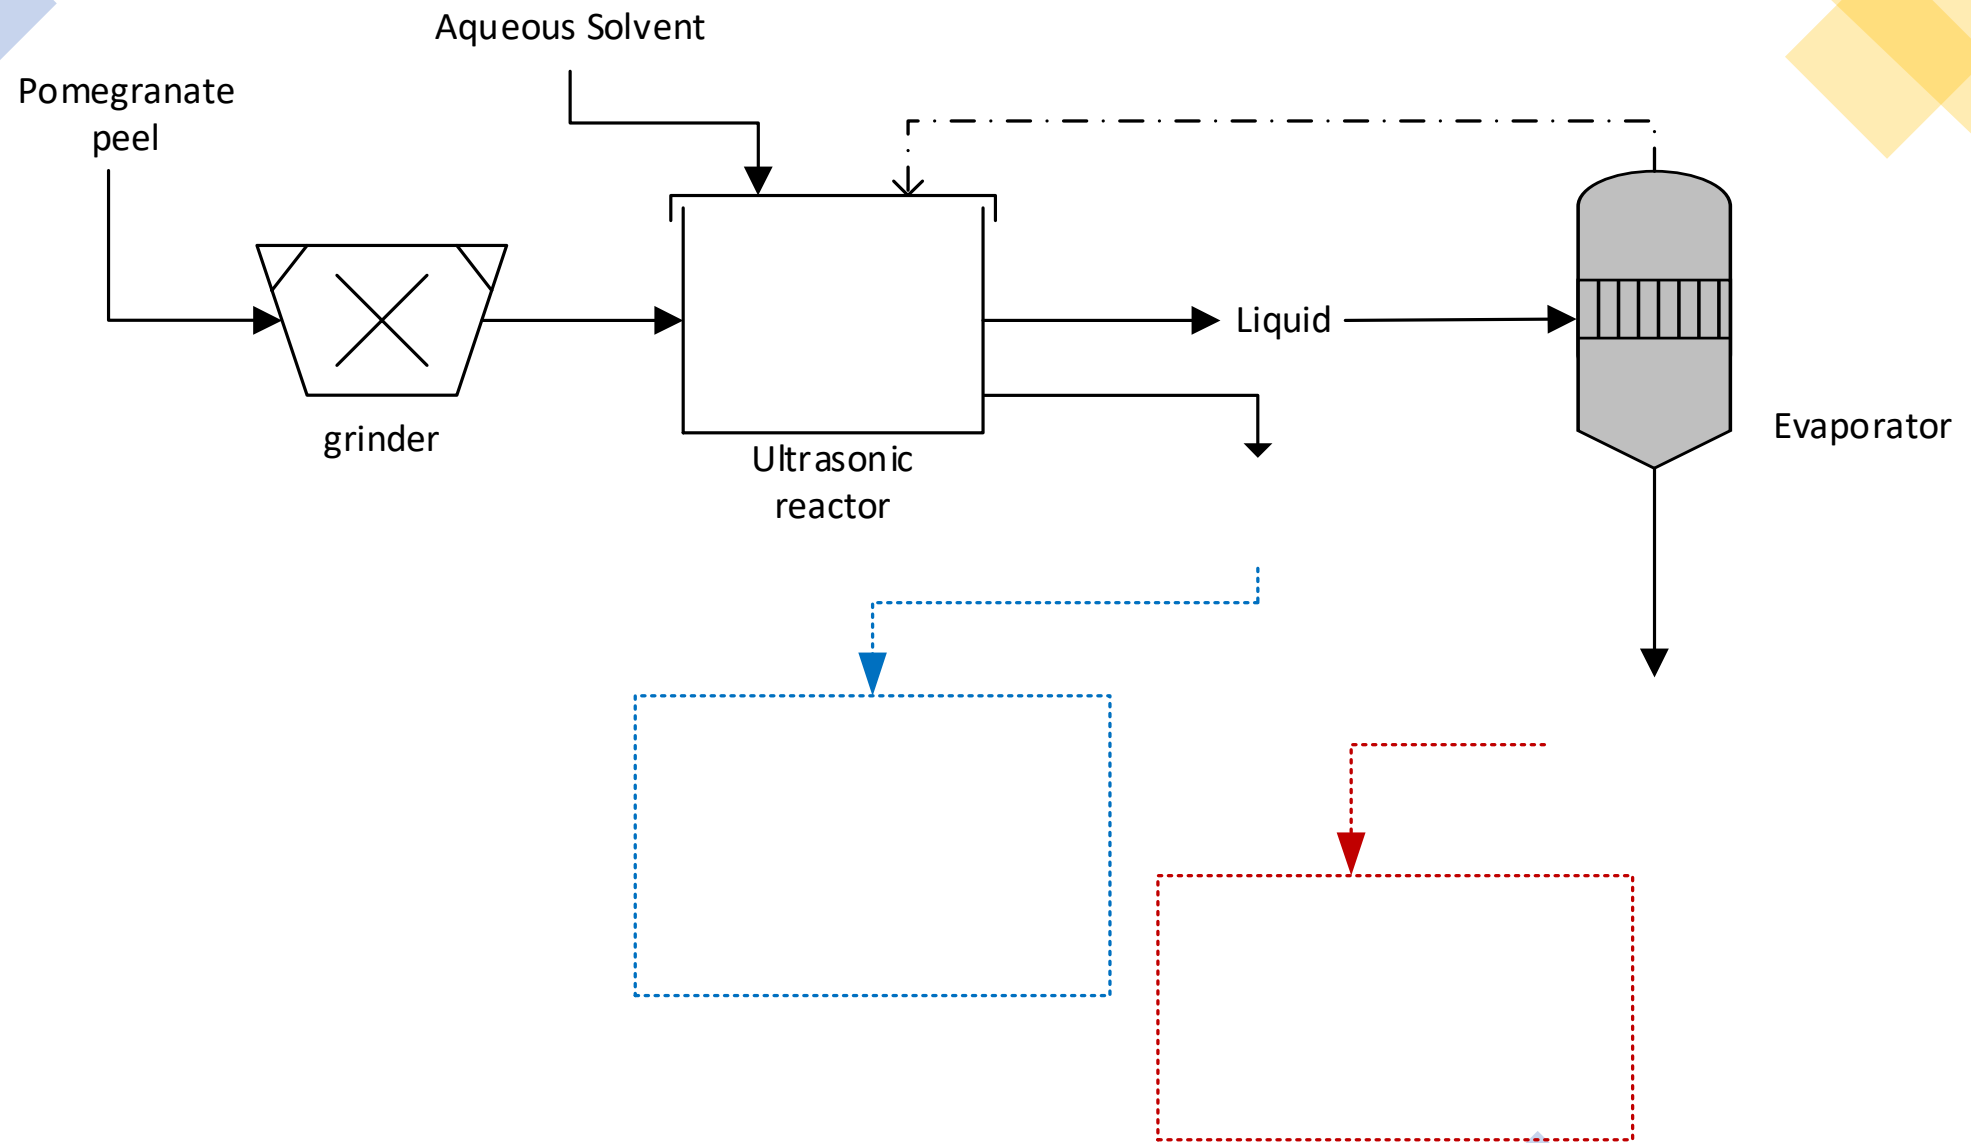 Aqueous Solvent
Pomegranate
peel
Liquid
Evaporator
grinder
Ultrasonic
reactor